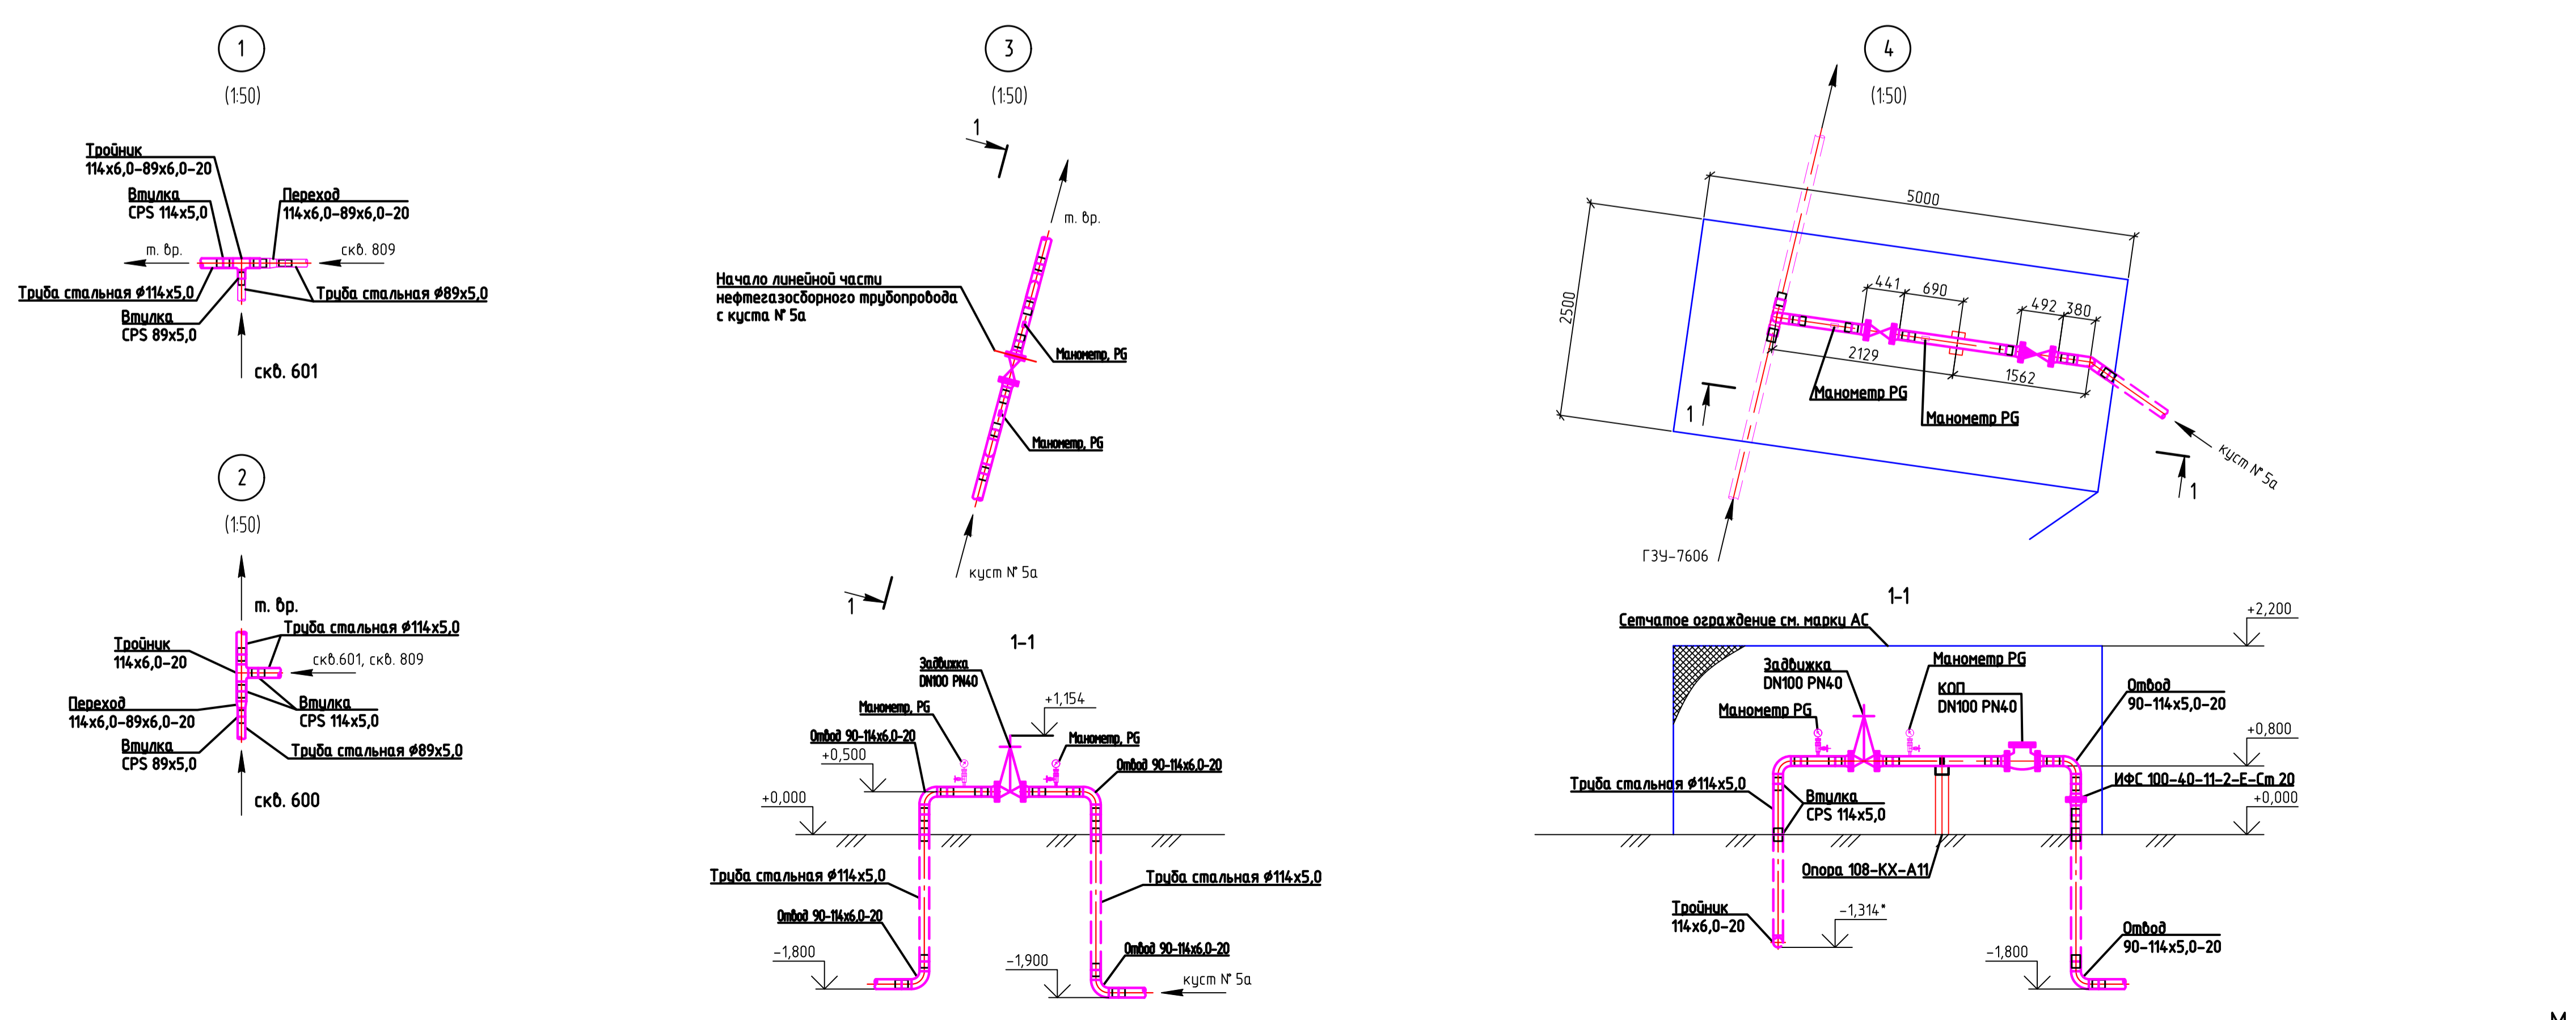 1
(1:50)
Тройник
114х6,0-89х6,0-20
Втулка
CPS 114х5,0
Переход
114х6,0-89х6,0-20
т. вр.
скв. 809
Труба стальная Ø114х5,0
Труба стальная Ø89х5,0
Втулка
CPS 89х5,0
скв. 601
2
(1:50)
т. вр.
Труба стальная Ø114х5,0
Тройник
114х6,0-20
скв.601, скв. 809
Переход
114х6,0-89х6,0-20
Втулка
CPS 114х5,0
Втулка
CPS 89х5,0
Труба стальная Ø89х5,0
скв. 600
3
(1:50)
1
т. вр.
Начало линейной части
нефтегазосборного трубопровода
с куста № 5а
Манометр, PG
Манометр, PG
куст № 5а
1
1-1
Задвижка
DN100 PN40
+1,154
Манометр, PG
Отвод 90-114х6,0-20
Манометр, PG
+0,500
Отвод 90-114х6,0-20
+0,000
Труба стальная Ø114х5,0
Труба стальная Ø114х5,0
Отвод 90-114х6,0-20
-1,800
Отвод 90-114х6,0-20
-1,900
куст № 5а
4
(1:50)
5000
2500
441
690
492
380
2129
1562
Манометр PG
Манометр PG
1
куст № 5а
1
ГЗУ-7606
1-1
Сетчатое ограждение см. марку АС
+2,200
Задвижка
DN100 PN40
Манометр PG
КОП
DN100 PN40
Отвод
90-114х5,0-20
Манометр PG
+0,800
Труба стальная Ø114х5,0
Втулка
CPS 114х5,0
ИФС 100-40-11-2-Е-Ст 20
+0,000
Опора 108-КХ-А11
Тройник
114х6,0-20
-1,314*
Отвод
90-114х5,0-20
-1,800